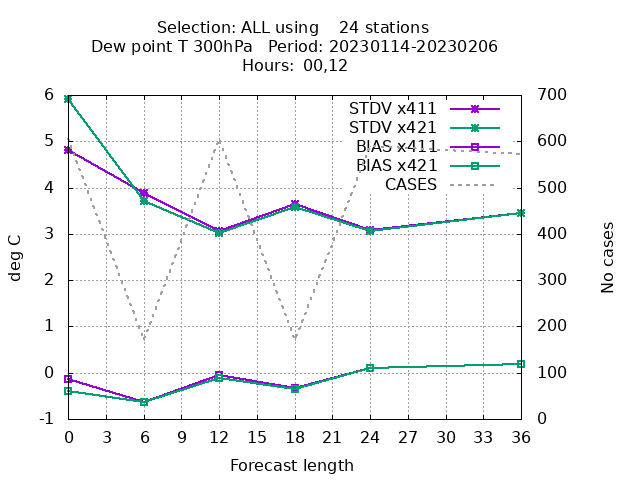 Selection: ALL using    24 stations
Dew point T 300hPa   Period: 20230114-20230206
Hours: 00,12
STDV x411
STDV x421
BIAS x411
BIAS x421
CASES
6
5
4
3
2
1
0
-1
700
600
500
400
300
200
100
0
deg C
No cases
0 3 6 9 12 15 18 21 24 27 30 33 36
Forecast length